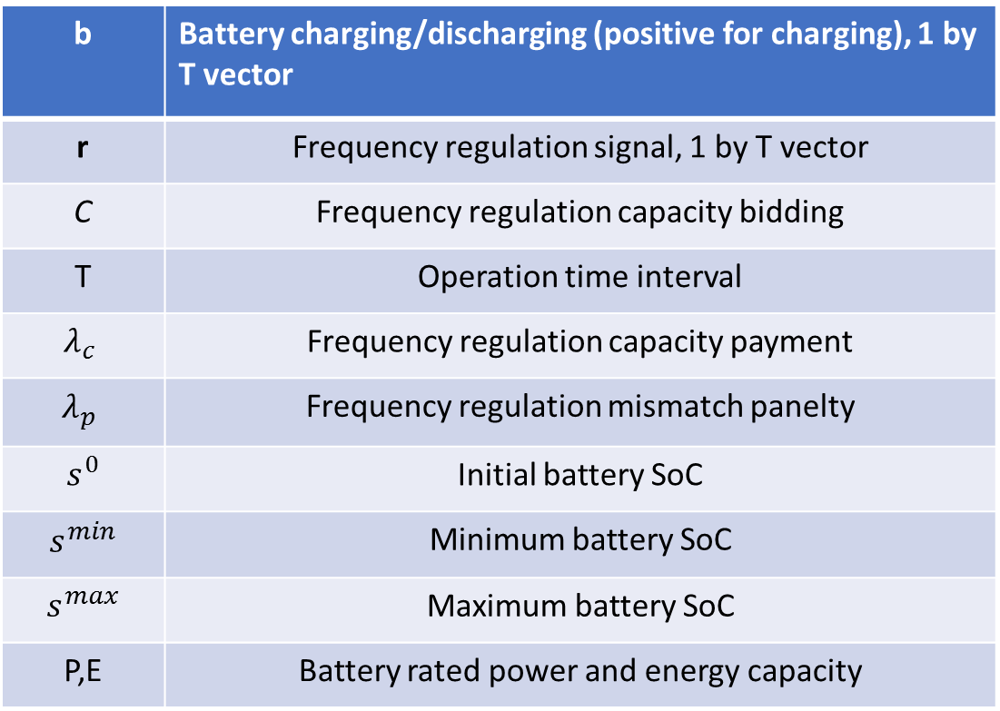 b Battery charging/discharging (positive for charging), 1 by
T vector
r Frequency regulation signal, 1 by T vector
C Frequency regulation capacity bidding
T Operation time interval
λ_c Frequency regulation capacity payment
λ_p Frequency regulation mismatch panelty
s^0 Initial battery SoC
s^min Minimum battery SoC
s^max Maximum battery SoC
P,E Battery rated power and energy capacity